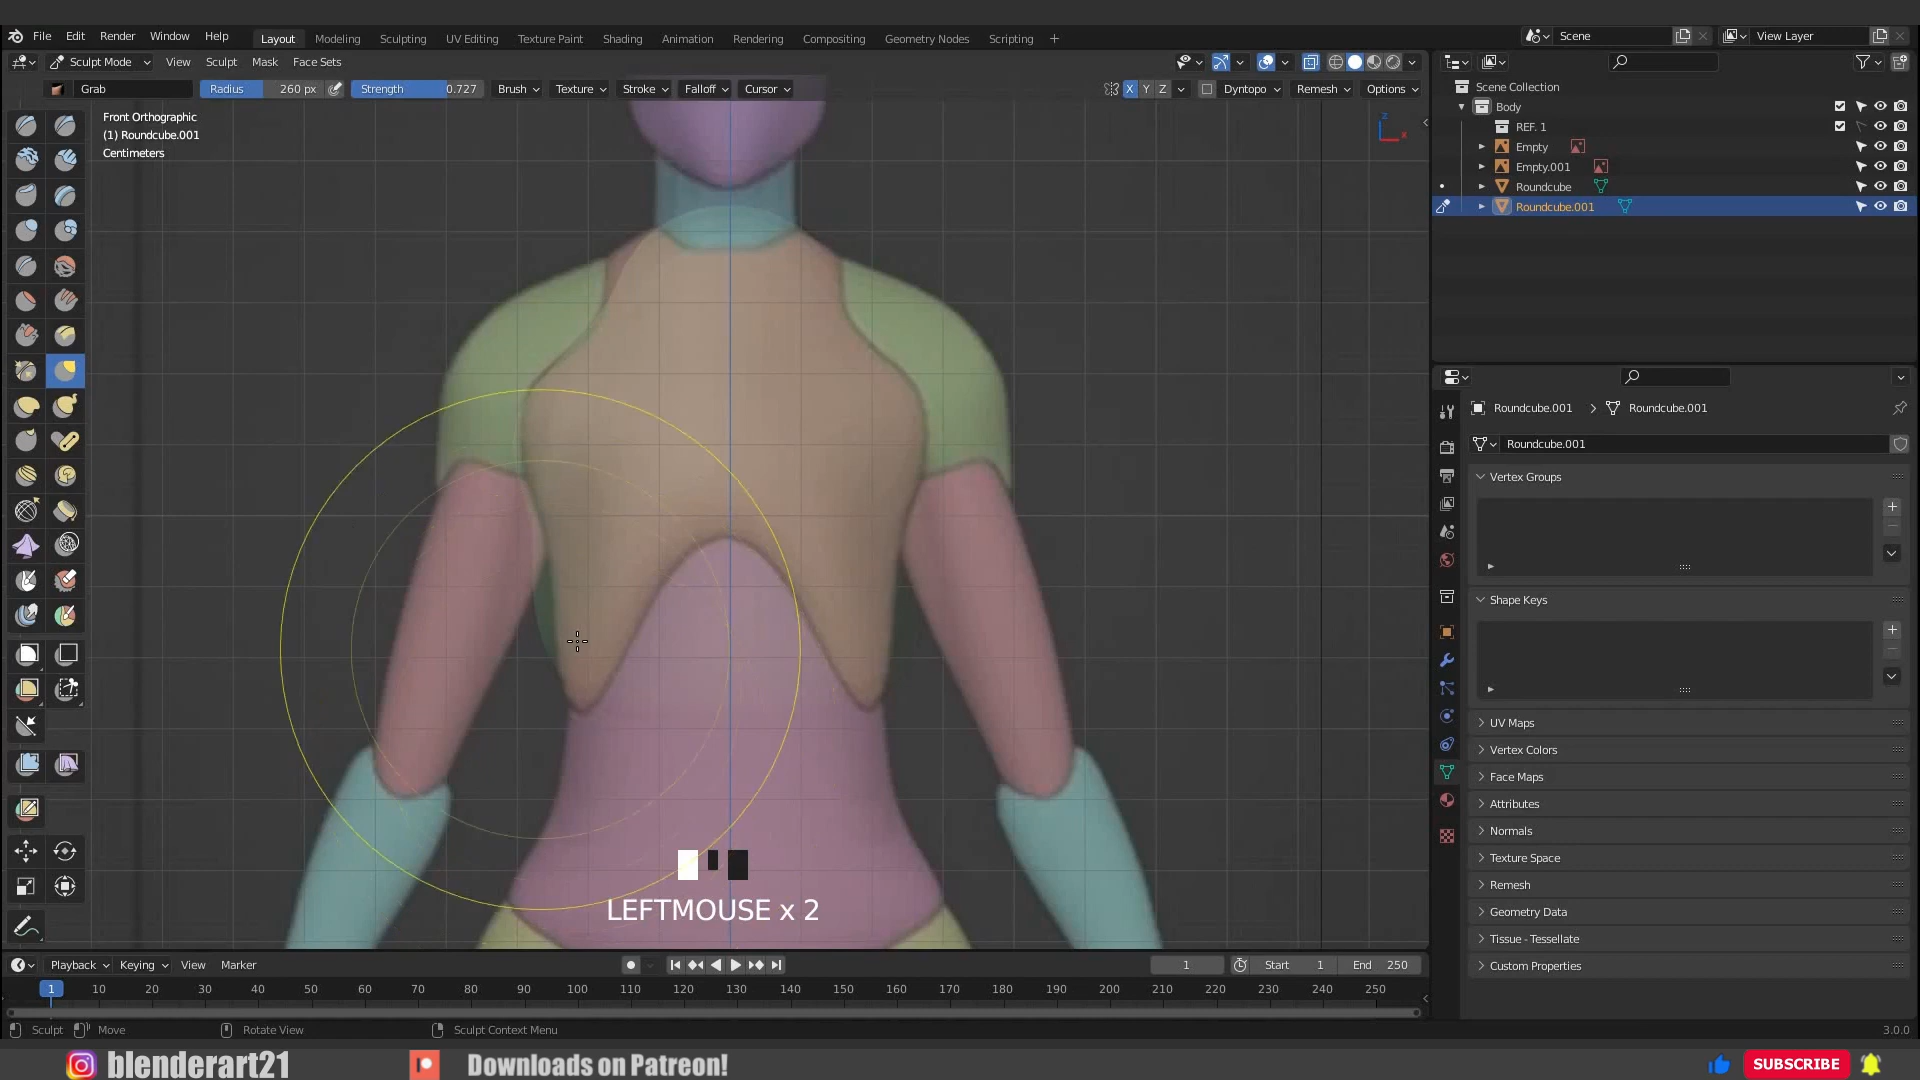 File Edit Render Window Help Layout Modeling Sculpting UV Editing Texture Paint Shading Animation Rendering Compositing Geometry Nodes Scripting + Scene View Layer
Sculpt Mode View Sculpt Mask Face Sets
Grab Radius 260 px Strength 0.727 Brush Texture Stroke Falloff Cursor X Y Z Dyntopo Remesh Options
Front Orthographic
(1) Roundcube.001
Centimeters
z
x
Scene Collection
Body
REF. 1
Empty
Empty.001
Roundcube
Roundcube.001
Roundcube.001 Roundcube.001
Roundcube.001
Vertex Groups
Shape Keys
UV Maps
Vertex Colors
Face Maps
Attributes
Normals
Texture Space
Remesh
Geometry Data
Tissue - Tessellate
Custom Properties
LEFTMOUSE x 2
Playback Keying View Marker 1 Start 1 End 250
1 10 20 30 40 50 60 70 80 90 100 110 120 130 140 150 160 170 180 190 200 210 220 230 240 250
Sculpt Move Rotate View Sculpt Context Menu 3.0.0
blenderart21 Downloads on Patreon! SUBSCRIBE